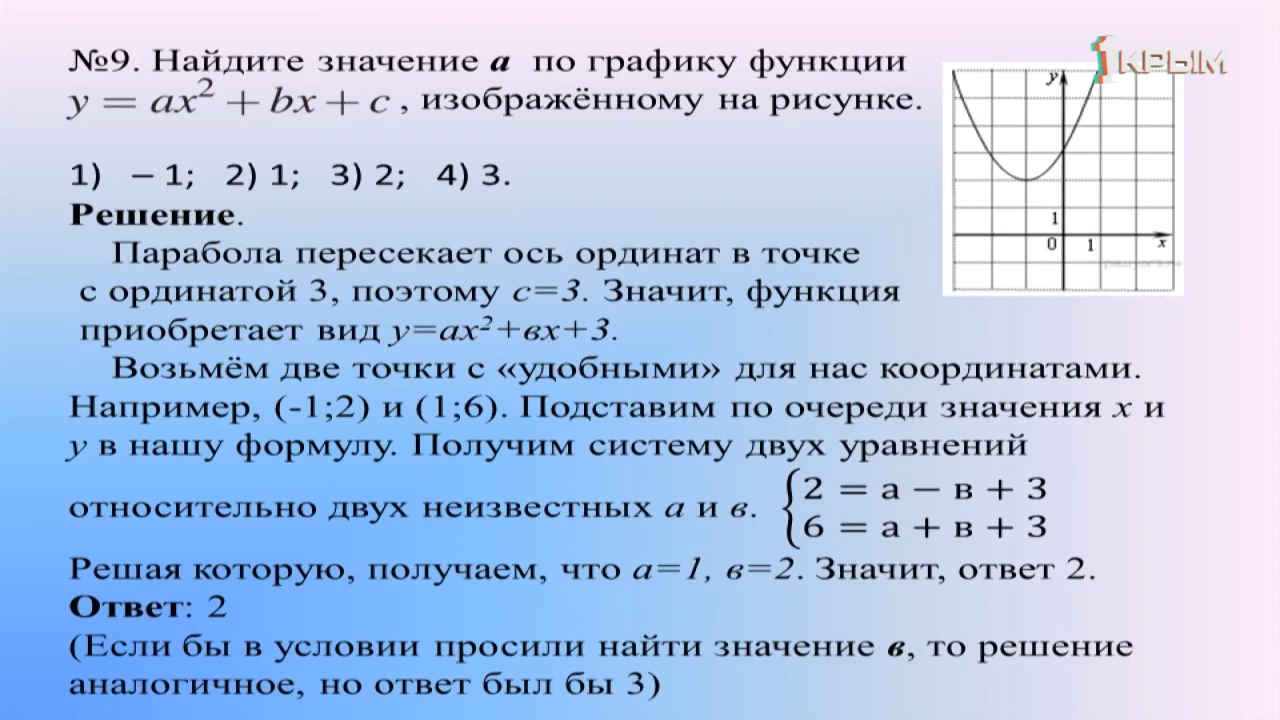 КРЫМ
№9. Найдите значение а по графику функции
y = ax² + bx + c , изображённому на рисунке.
1) – 1; 2) 1; 3) 2; 4) 3.
y
1
0 1 x
Решение.
Парабола пересекает ось ординат в точке
с ординатой 3, поэтому с=3. Значит, функция
приобретает вид у=ах²+вх+3.
Возьмём две точки с «удобными» для нас координатами.
Например, (-1;2) и (1;6). Подставим по очереди значения х и
у в нашу формулу. Получим систему двух уравнений
относительно двух неизвестных а и в. {2 = а − в + 3
6 = а + в + 3
Решая которую, получаем, что а=1, в=2. Значит, ответ 2.
Ответ: 2
(Если бы в условии просили найти значение в, то решение
аналогичное, но ответ был бы 3)